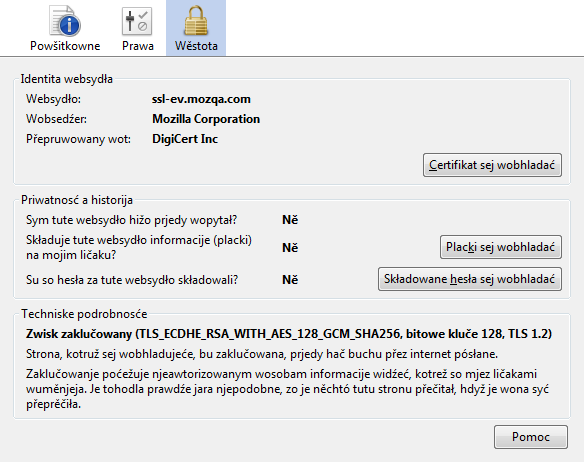 Powšitkowne Prawa Wěstota
Identita websydła
Websydło: ssl-ev.mozqa.com
Wobsedźer: Mozilla Corporation
Přepruwowany wot: DigiCert Inc
Certifikat sej wobhladać
Priwatnosć a historija
Sym tute websydło hižo prjedy wopytał? Ně
Składuje tute websydło informacije (placki)
na mojim ličaku? Ně Placki sej wobhladać
Su so hesła za tute websydło składowali? Ně Składowane hesła sej wobhladać
Techniske podrobnosće
Zwisk zaklučowany (TLS_ECDHE_RSA_WITH_AES_128_GCM_SHA256, bitowe kluče 128, TLS 1.2)
Strona, kotruž sej wobhladujeće, bu zaklučowana, prjedy hač buchu přez internet pósłane.
Zaklučowanje poćežuje njeawtorizowanym wosobam informacije widźeć, kotrež so mjez ličakami
wuměnjeja. Je tohodla prawdźe jara njepodobne, zo je něchtó tutu stronu přečitał, hdyž je wona syć
přeprěčiła.
Pomoc